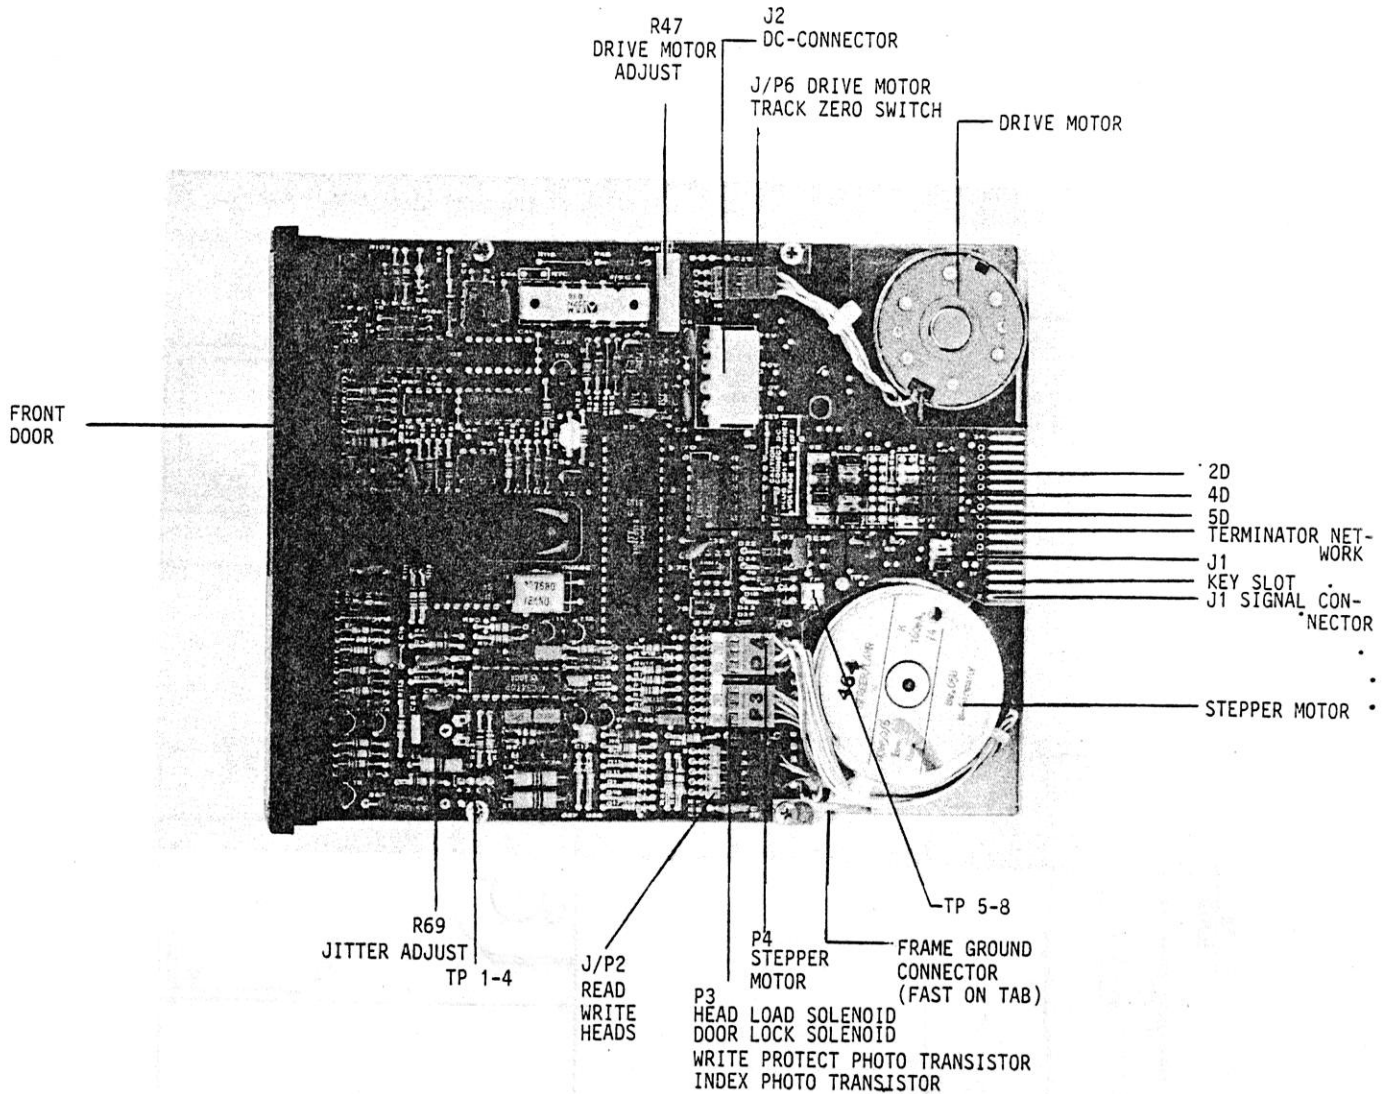 R47
DRIVE MOTOR
ADJUST
J2
DC-CONNECTOR
J/P6 DRIVE MOTOR
TRACK ZERO SWITCH
DRIVE MOTOR
FRONT
DOOR
2D
4D
5D
TERMINATOR NET-
WORK
J1
KEY SLOT
J1 SIGNAL CON-
NECTOR
STEPPER MOTOR
P4
P3
R69
JITTER ADJUST
TP 1-4
J/P2
READ
WRITE
HEADS
P4
STEPPER
MOTOR
P3
HEAD LOAD SOLENOID
DOOR LOCK SOLENOID
WRITE PROTECT PHOTO TRANSISTOR
INDEX PHOTO TRANSISTOR
TP 5-8
FRAME GROUND
CONNECTOR
(FAST ON TAB)